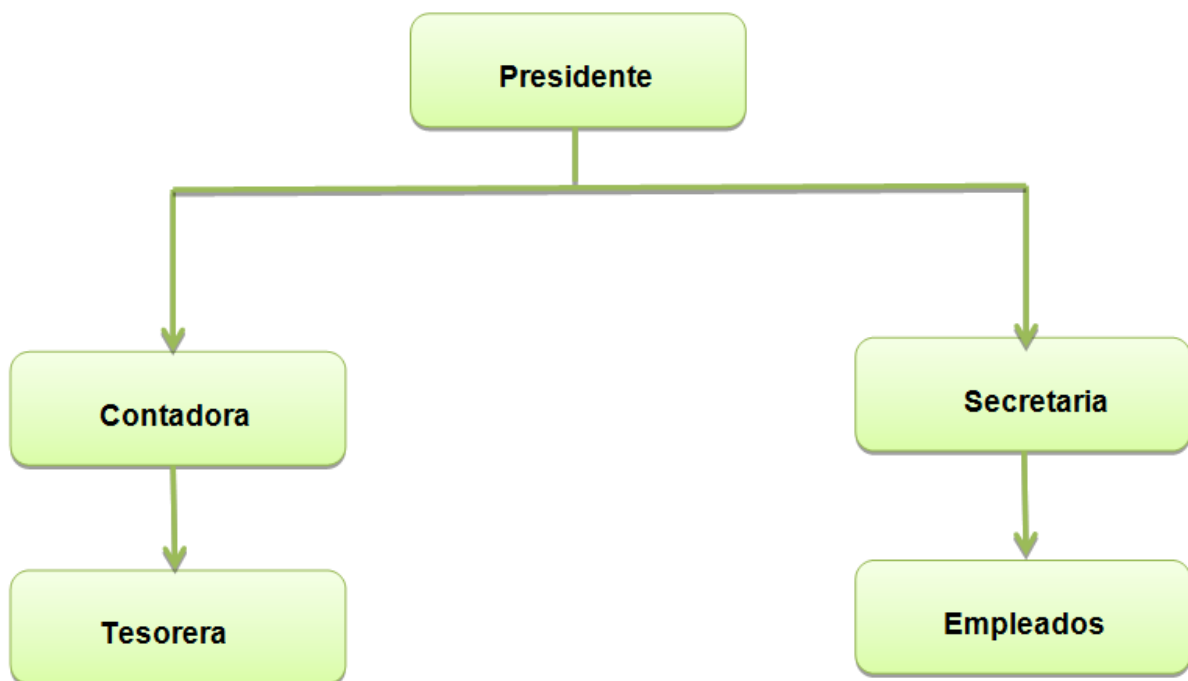 Presidente
Contadora
Secretaria
Tesorera
Empleados